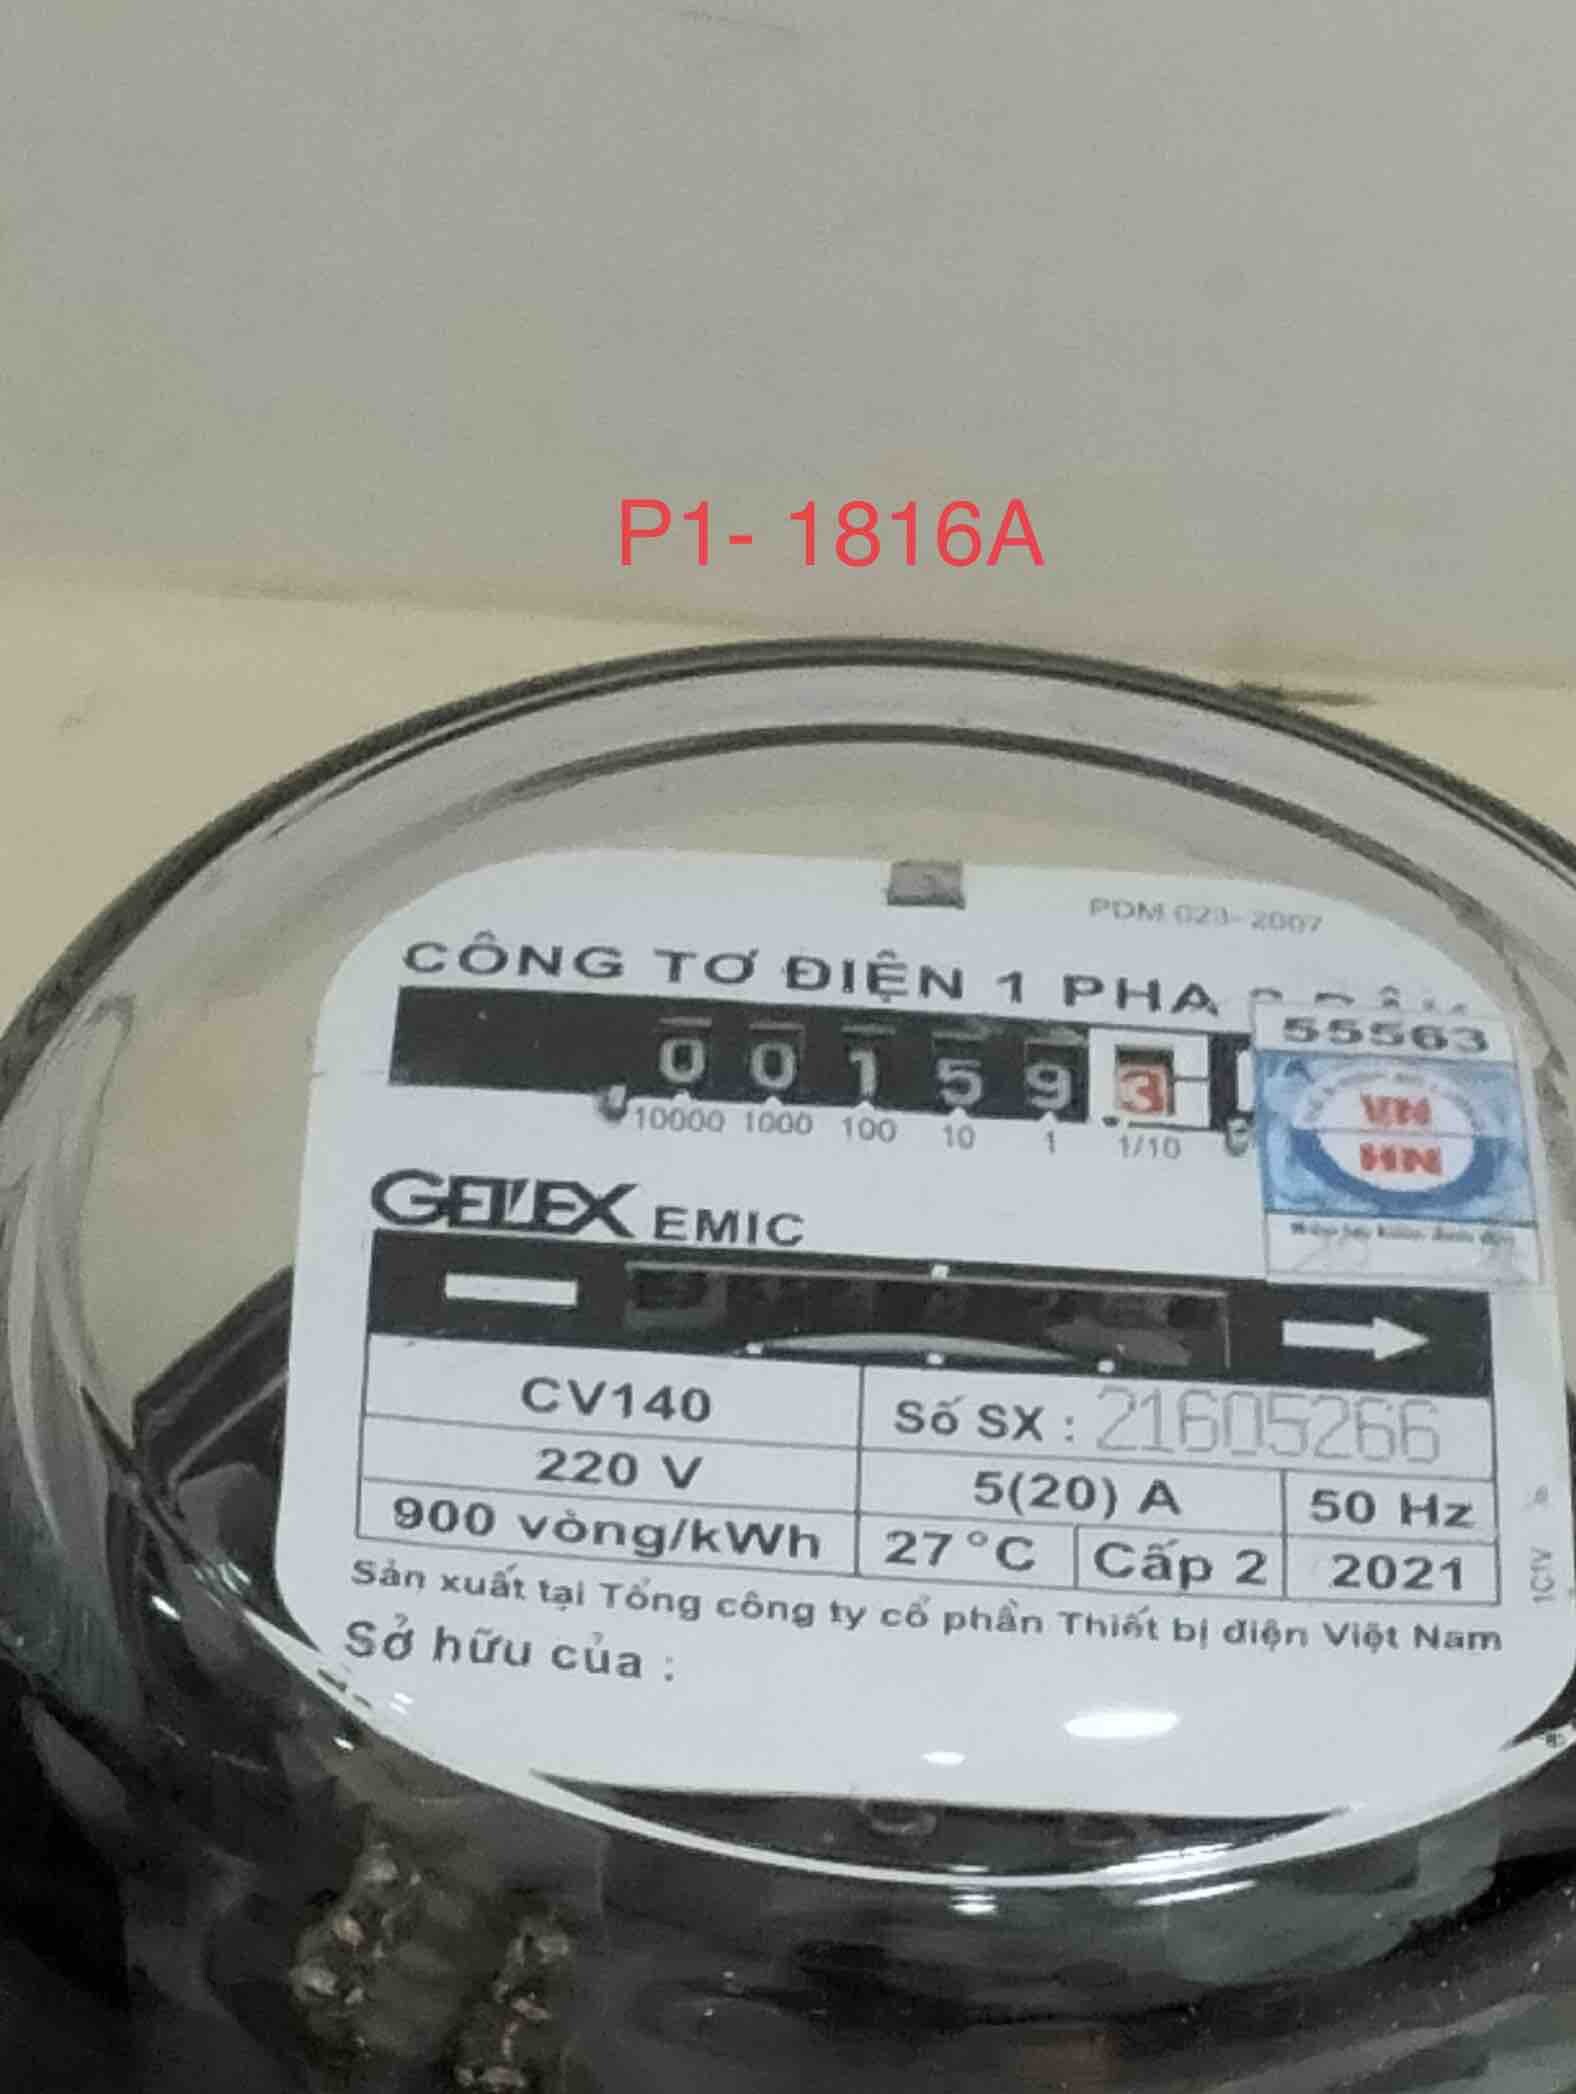 P1- 1816A
PDM 023-2007
CÔNG TƠ ĐIỆN 1 PHA
55563
0 0 1 5 9 3
10000 1000 100 10 1 1/10
VN
HN
GELEX EMIC
CV140 Số SX : 21605266
220 V 5(20) A 50 Hz
900 vòng/kWh 27°C Cấp 2 2021
Sản xuất tại Tổng công ty cổ phần Thiết bị điện Việt Nam
Sở hữu của :